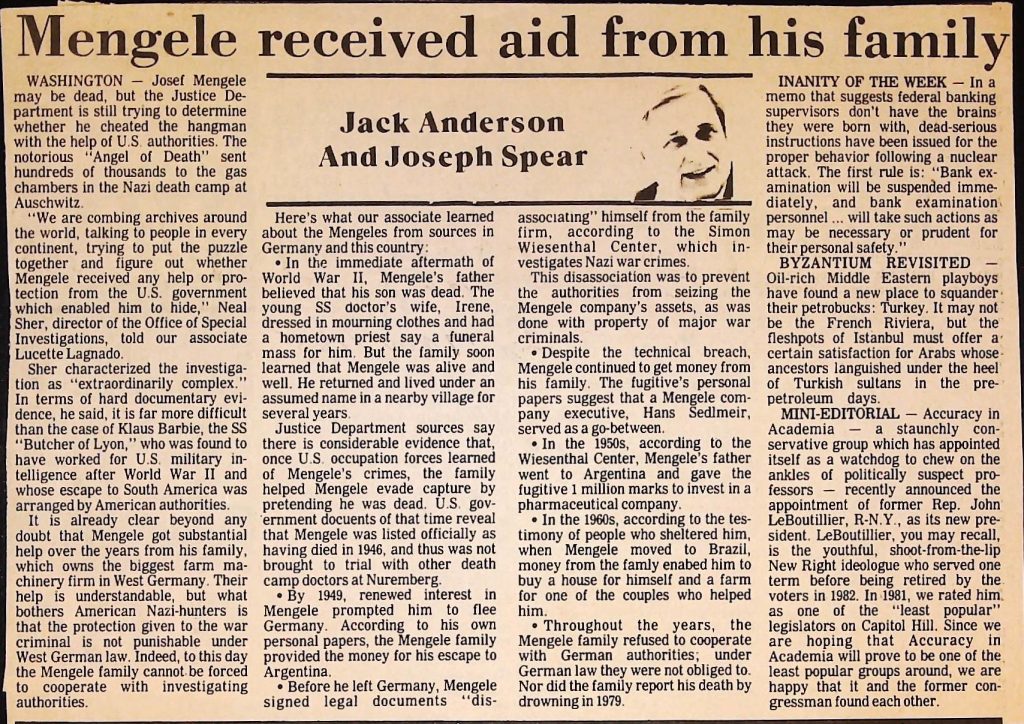 Mengele received aid from his family
WASHINGTON — Josef Mengele
may be dead, but the Justice De-
partment is still trying to determine
whether he cheated the hangman
with the help of U.S. authorities. The
notorious "Angel of Death" sent
hundreds of thousands to the gas
chambers in the Nazi death camp at
Auschwitz.
"We are combing archives around
the world, talking to people in every
continent, trying to put the puzzle
together and figure out whether
Mengele received any help or pro-
tection from the U.S. government
which enabled him to hide," Neal
Sher, director of the Office of Special
Investigations, told our associate
Lucette Lagnado.
Sher characterized the investiga-
tion as "extraordinarily complex."
In terms of hard documentary evi-
dence, he said, it is far more difficult
than the case of Klaus Barbie, the SS
"Butcher of Lyon," who was found to
have worked for U.S. military in-
telligence after World War II and
whose escape to South America was
arranged by American authorities.
It is already clear beyond any
doubt that Mengele got substantial
help over the years from his family,
which owns the biggest farm ma-
chinery firm in West Germany. Their
help is understandable, but what
bothers American Nazi-hunters is
that the protection given to the war
criminal is not punishable under
West German law. Indeed, to this day
the Mengele family cannot be forced
to cooperate with investigating
authorities.
Jack Anderson
And Joseph Spear
Here's what our associate learned
about the Mengeles from sources in
Germany and this country:
• In the immediate aftermath of
World War II, Mengele's father
believed that his son was dead. The
young SS doctor's wife, Irene,
dressed in mourning clothes and had
a hometown priest say a funeral
mass for him. But the family soon
learned that Mengele was alive and
well. He returned and lived under an
assumed name in a nearby village for
several years.
Justice Department sources say
there is considerable evidence that,
once U.S. occupation forces learned
of Mengele's crimes, the family
helped Mengele evade capture by
pretending he was dead. U.S. gov-
ernment docuents of that time reveal
that Mengele was listed officially as
having died in 1946, and thus was not
brought to trial with other death
camp doctors at Nuremberg.
• By 1949, renewed interest in
Mengele prompted him to flee
Germany. According to his own
personal papers, the Mengele family
provided the money for his escape to
Argentina.
• Before he left Germany, Mengele
signed legal documents "dis-
associating" himself from the family
firm, according to the Simon
Wiesenthal Center, which in-
vestigates Nazi war crimes.
This disassociation was to prevent
the authorities from seizing the
Mengele company's assets, as was
done with property of major war
criminals.
• Despite the technical breach,
Mengele continued to get money from
his family. The fugitive's personal
papers suggest that a Mengele com-
pany executive, Hans Sedlmeir,
served as a go-between.
• In the 1950s, according to the
Wiesenthal Center, Mengele's father
went to Argentina and gave the
fugitive 1 million marks to invest in a
pharmaceutical company.
• In the 1960s, according to the tes-
timony of people who sheltered him,
when Mengele moved to Brazil,
money from the famly enabed him to
buy a house for himself and a farm
for one of the couples who helped
him.
• Throughout the years, the
Mengele family refused to cooperate
with German authorities; under
German law they were not obliged to.
Nor did the family report his death by
drowning in 1979.
INANITY OF THE WEEK — In a
memo that suggests federal banking
supervisors don't have the brains
they were born with, dead-serious
instructions have been issued for the
proper behavior following a nuclear
attack. The first rule is: "Bank ex-
amination will be suspended imme-
diately, and bank examination
personnel ... will take such actions as
may be necessary or prudent for
their personal safety."
BYZANTIUM REVISITED —
Oil-rich Middle Eastern playboys
have found a new place to squander
their petrobucks: Turkey. It may not
be the French Riviera, but the
fleshpots of Istanbul must offer a
certain satisfaction for Arabs whose
ancestors languished under the heel
of Turkish sultans in the pre-
petroleum days.
MINI-EDITORIAL — Accuracy in
Academia — a staunchly con-
servative group which has appointed
itself as a watchdog to chew on the
ankles of politically suspect pro-
fessors — recently announced the
appointment of former Rep. John
LeBoutillier, R-N.Y., as its new pre-
sident. LeBoutillier, you may recall,
is the youthful, shoot-from-the-lip
New Right ideologue who served one
term before being retired by the
voters in 1982. In 1981, we rated him
as one of the "least popular"
legislators on Capitol Hill. Since we
are hoping that Accuracy in
Academia will prove to be one of the
least popular groups around, we are
happy that it and the former con-
gressman found each other.